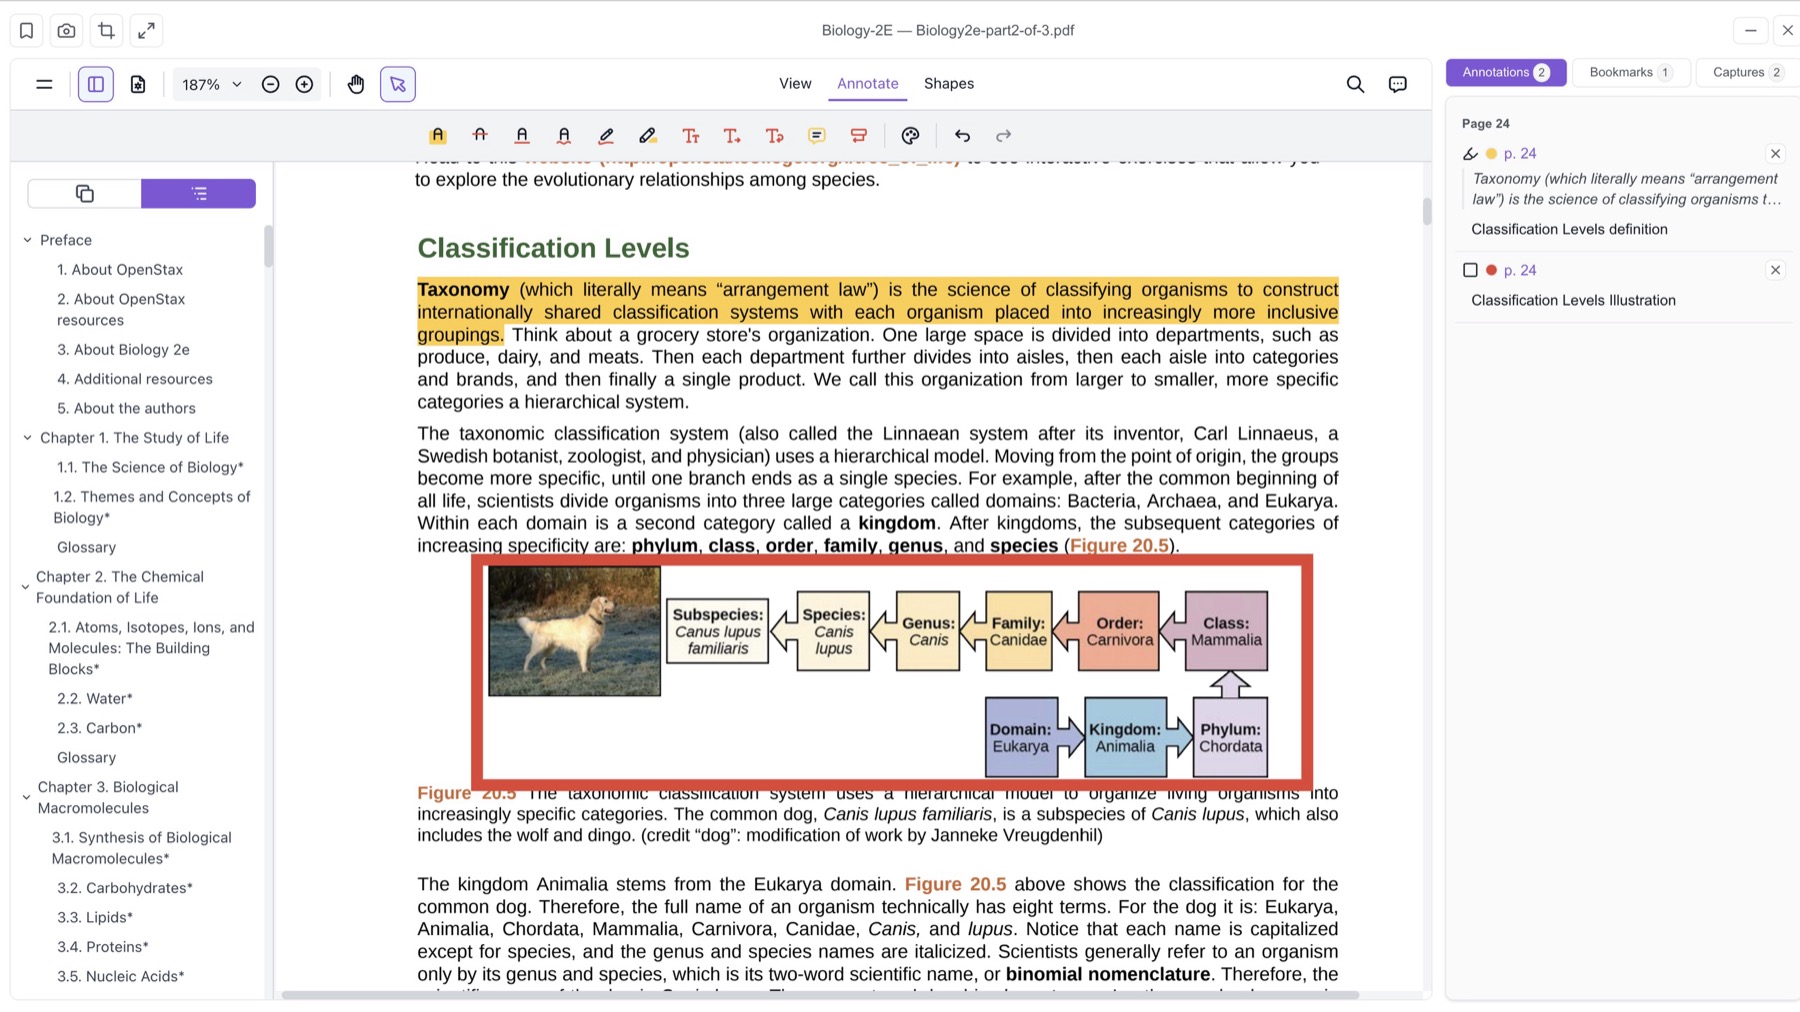 Biology-2E — Biology2e-part2-of-3.pdf
187%
View
Annotate
Shapes
Annotations 2
Bookmarks 1
Captures 2
Preface
1. About OpenStax
2. About OpenStax
resources
3. About Biology 2e
4. Additional resources
5. About the authors
Chapter 1. The Study of Life
1.1. The Science of Biology*
1.2. Themes and Concepts of
Biology*
Glossary
Chapter 2. The Chemical
Foundation of Life
2.1. Atoms, Isotopes, Ions, and
Molecules: The Building
Blocks*
2.2. Water*
2.3. Carbon*
Glossary
Chapter 3. Biological
Macromolecules
3.1. Synthesis of Biological
Macromolecules*
3.2. Carbohydrates*
3.3. Lipids*
3.4. Proteins*
3.5. Nucleic Acids*
to explore the evolutionary relationships among species.
Classification Levels
Taxonomy (which literally means “arrangement law”) is the science of classifying organisms to construct
internationally shared classification systems with each organism placed into increasingly more inclusive
groupings. Think about a grocery store's organization. One large space is divided into departments, such as
produce, dairy, and meats. Then each department further divides into aisles, then each aisle into categories
and brands, and then finally a single product. We call this organization from larger to smaller, more specific
categories a hierarchical system.
The taxonomic classification system (also called the Linnaean system after its inventor, Carl Linnaeus, a
Swedish botanist, zoologist, and physician) uses a hierarchical model. Moving from the point of origin, the groups
become more specific, until one branch ends as a single species. For example, after the common beginning of
all life, scientists divide organisms into three large categories called domains: Bacteria, Archaea, and Eukarya.
Within each domain is a second category called a kingdom. After kingdoms, the subsequent categories of
increasing specificity are: phylum, class, order, family, genus, and species (Figure 20.5).
Subspecies:
Canus lupus
familiaris
Species:
Canis
lupus
Genus:
Canis
Family:
Canidae
Order:
Carnivora
Class:
Mammalia
Domain:
Eukarya
Kingdom:
Animalia
Phylum:
Chordata
Figure 20.5 The taxonomic classification system uses a hierarchical model to organize living organisms into
increasingly specific categories. The common dog, Canis lupus familiaris, is a subspecies of Canis lupus, which also
includes the wolf and dingo. (credit “dog”: modification of work by Janneke Vreugdenhil)
The kingdom Animalia stems from the Eukarya domain. Figure 20.5 above shows the classification for the
common dog. Therefore, the full name of an organism technically has eight terms. For the dog it is: Eukarya,
Animalia, Chordata, Mammalia, Carnivora, Canidae, Canis, and lupus. Notice that each name is capitalized
except for species, and the genus and species names are italicized. Scientists generally refer to an organism
only by its genus and species, which is its two-word scientific name, or binomial nomenclature. Therefore, the
Page 24
p. 24
Taxonomy (which literally means “arrangement
law”) is the science of classifying organisms t…
Classification Levels definition
p. 24
Classification Levels Illustration